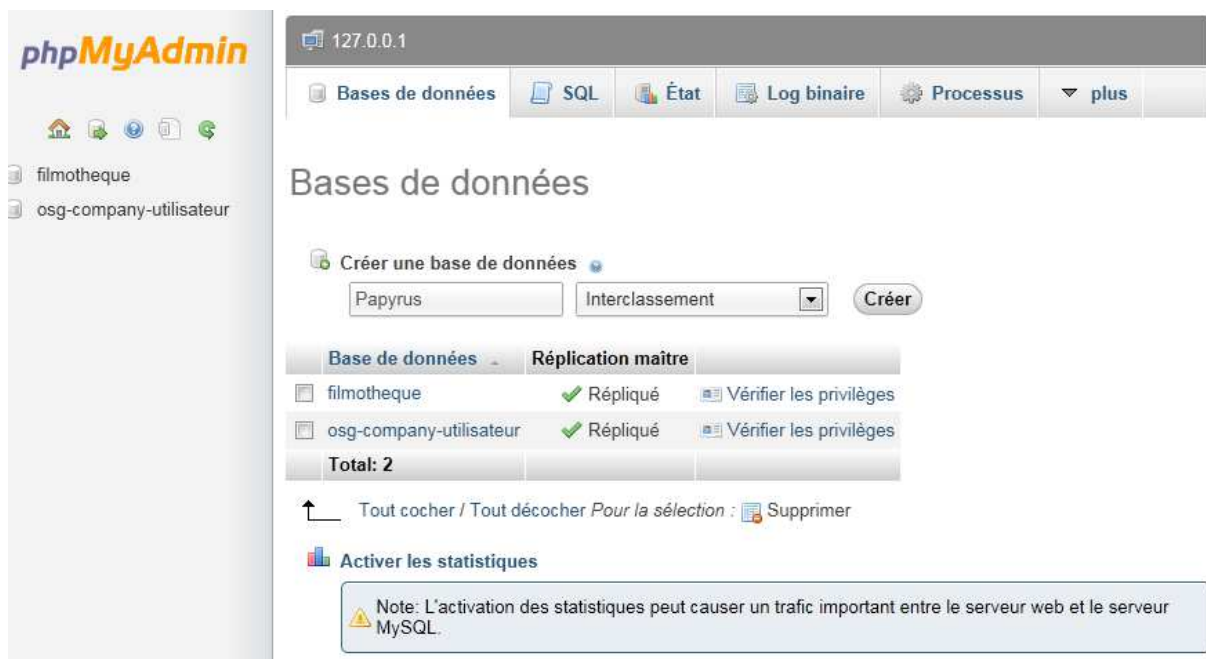 phpMyAdmin
filmotheque
osg-company-utilisateur
127.0.0.1
Bases de données SQL État Log binaire Processus plus
Bases de données
Créer une base de données
Papyrus Interclassement Créer
Base de données Réplication maître
filmotheque Répliqué Vérifier les privilèges
osg-company-utilisateur Répliqué Vérifier les privilèges
Total: 2
Tout cocher / Tout décocher Pour la sélection : Supprimer
Activer les statistiques
Note: L'activation des statistiques peut causer un trafic important entre le serveur web et le serveur
MySQL.